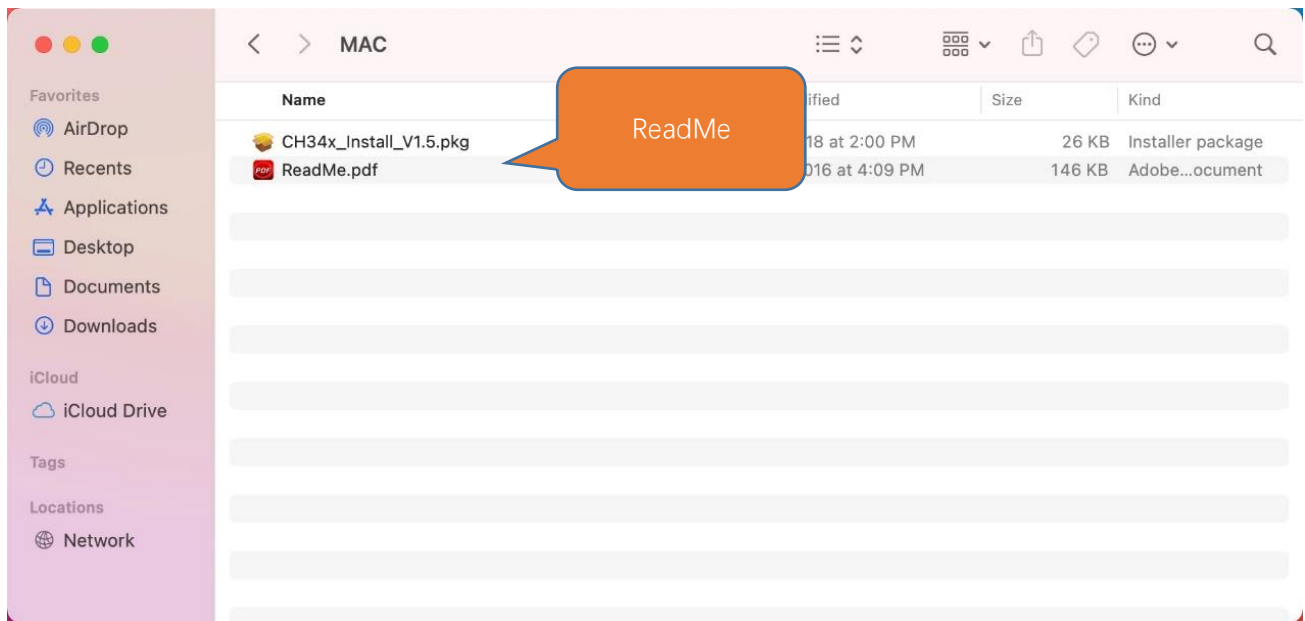 MAC
Favorites
AirDrop
Recents
Applications
Desktop
Documents
Downloads
iCloud
iCloud Drive
Tags
Locations
Network
Name Size Kind
CH34x_Install_V1.5.pkg 18 at 2:00 PM 26 KB Installer package
ReadMe.pdf at 4:09 PM 146 KB Adobe...ocument
PDF
ReadMe